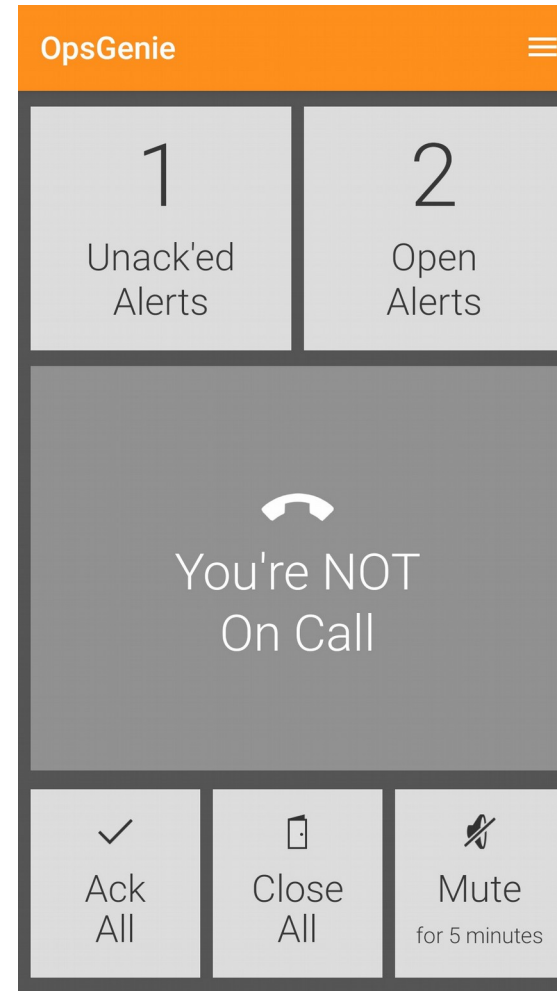 OpsGenie
1
Unack'ed
Alerts
2
Open
Alerts
You're NOT
On Call
Ack
All
Close
All
Mute
for 5 minutes